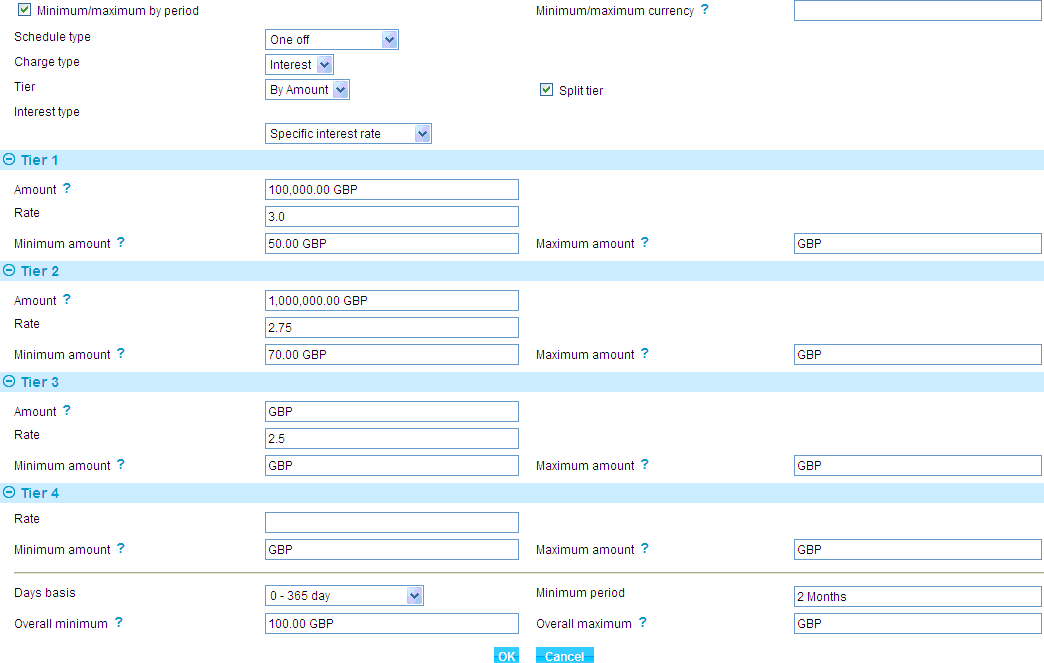 Minimum/maximum by period Minimum/maximum currency ?
Schedule type One off
Charge type Interest
Tier By Amount Split tier
Interest type
Specific interest rate
Tier 1
Amount ? 100,000.00 GBP
Rate 3.0
Minimum amount ? 50.00 GBP Maximum amount ? GBP
Tier 2
Amount ? 1,000,000.00 GBP
Rate 2.75
Minimum amount ? 70.00 GBP Maximum amount ? GBP
Tier 3
Amount ? GBP
Rate 2.5
Minimum amount ? GBP Maximum amount ? GBP
Tier 4
Rate
Minimum amount ? GBP Maximum amount ? GBP
Days basis 0 - 365 day Minimum period 2 Months
Overall minimum ? 100.00 GBP Overall maximum ? GBP
OK Cancel